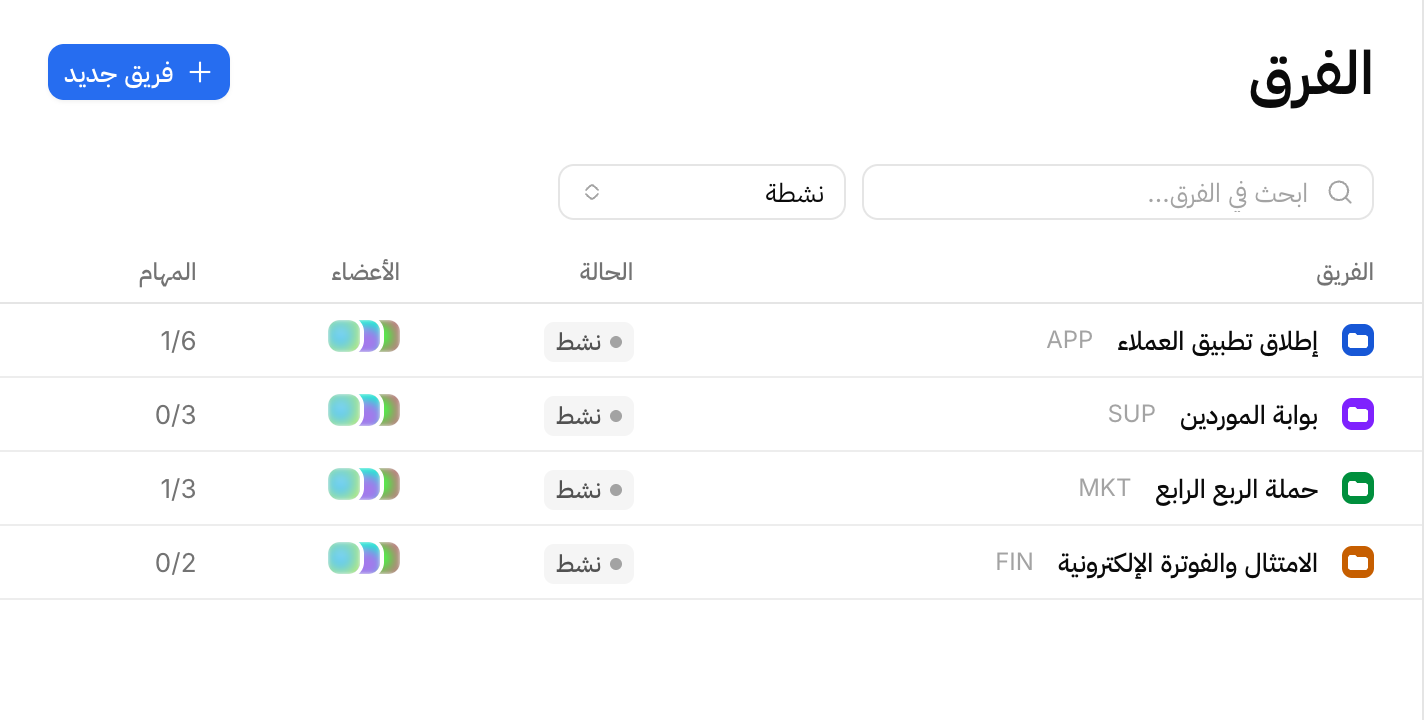 الفرق
فريق جديد
ابحث في الفرق...
نشطة
الفريق الحالة الأعضاء المهام
إطلاق تطبيق العملاء APP نشط 1/6
بوابة الموردين SUP نشط 0/3
حملة الربع الرابع MKT نشط 1/3
الامتثال والفوترة الإلكترونية FIN نشط 0/2